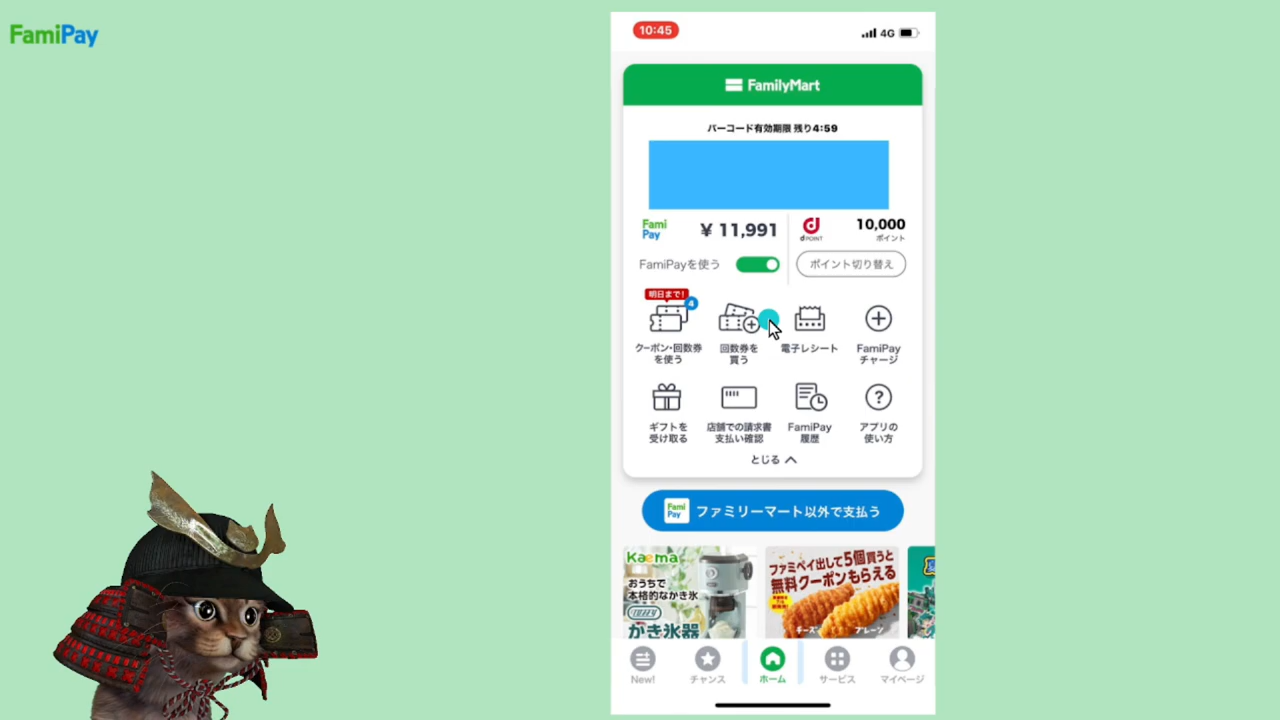 FamiPay
10:45
4G
FamilyMart
バーコード有効期限 残り4:59
Fami
Pay
¥ 11,991
d POINT
10,000
ポイント
FamiPayを使う
ポイント切り替え
明日まで!
4
クーポン・回数券
を使う
回数券を
買う
電子レシート
FamiPay
チャージ
ギフトを
受け取る
店舗での請求書
支払い確認
FamiPay
履歴
アプリの
使い方
とじる
Fami
Pay
ファミリーマート以外で支払う
Kaema
おうちで
本格的なかき氷
かき氷器
ファミペイ出して5個買うと
無料クーポンもらえる
チーズ
プレーン
New!
チャンス
ホーム
サービス
マイページ